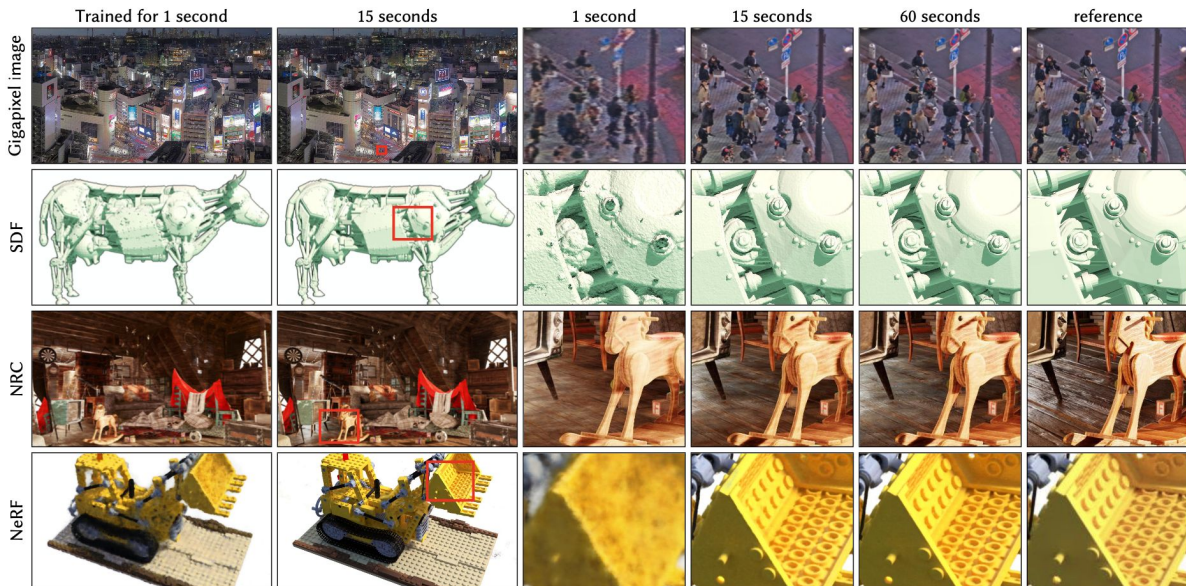 Trained for 1 second 15 seconds 1 second 15 seconds 60 seconds reference
Gigapixel image
SDF
NRC
NeRF